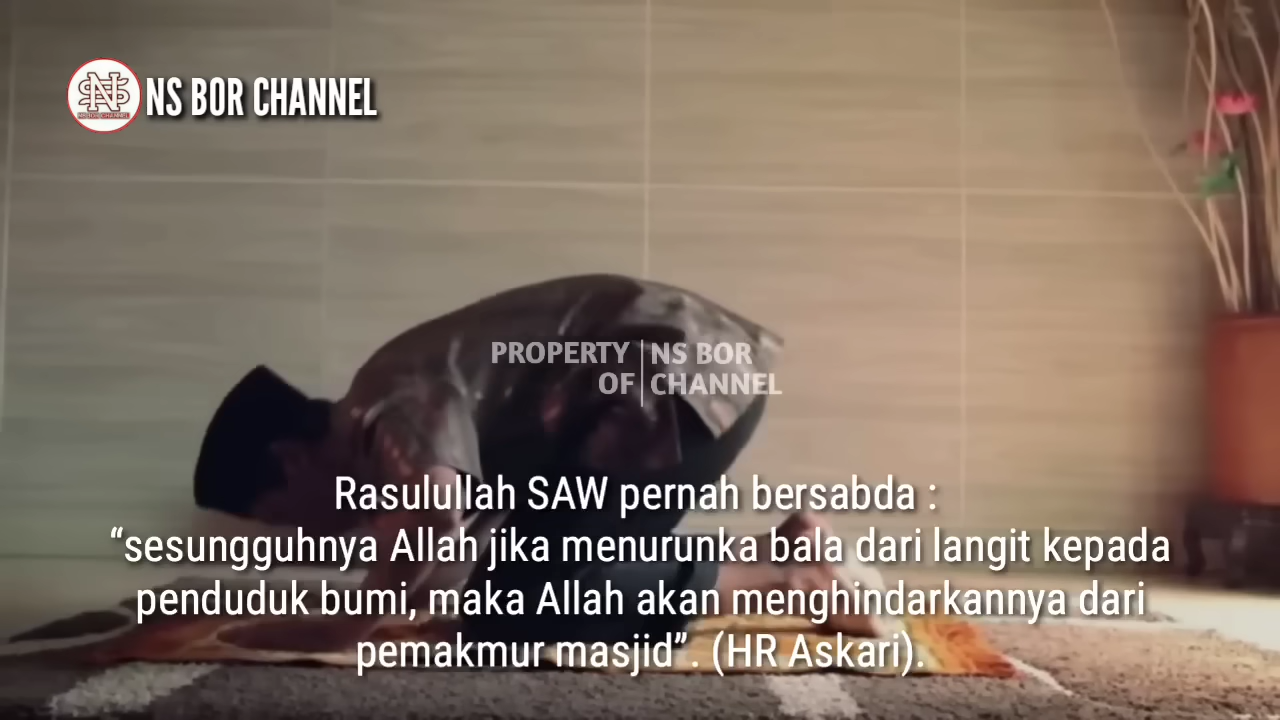 NS BOR CHANNEL
PROPERTY OF
NS BOR CHANNEL
Rasulullah SAW pernah bersabda :
“sesungguhnya Allah jika menurunka bala dari langit kepada
penduduk bumi, maka Allah akan menghindarkannya dari
pemakmur masjid”. (HR Askari).